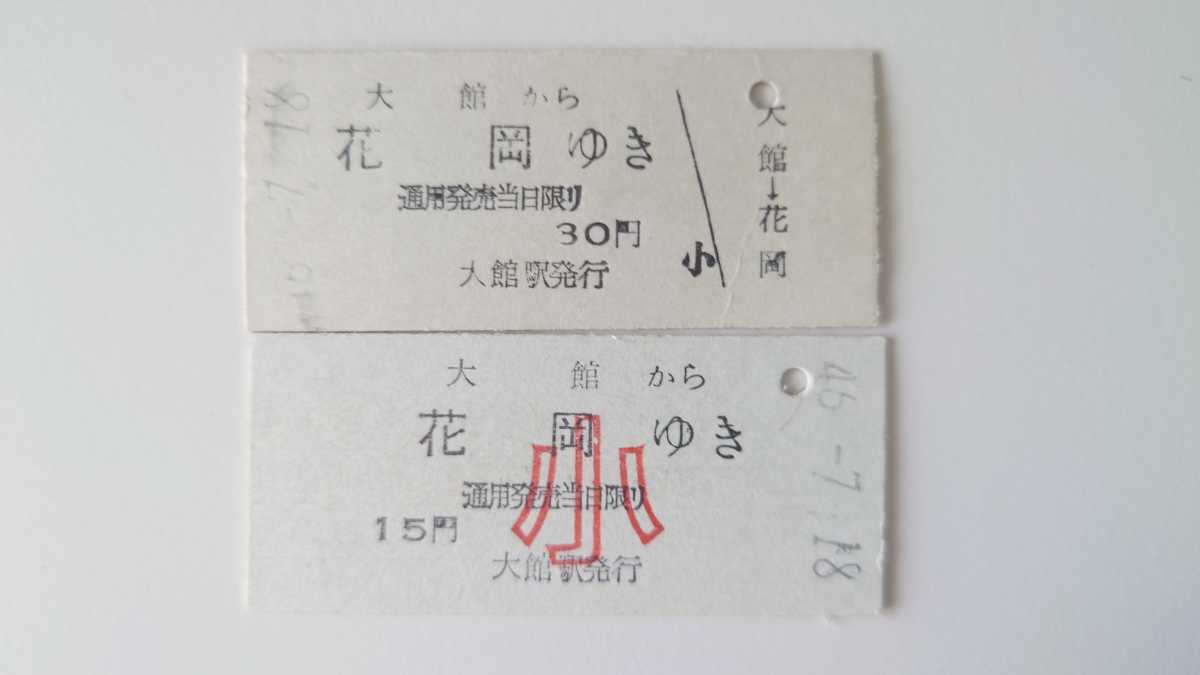 大館から
花岡ゆき
通用発売当日限り
30円
大館駅発行
小
大館→花岡
-7.18
大館から
花岡ゆき
小
通用発売当日限り
15円
大館駅発行
46-7.18